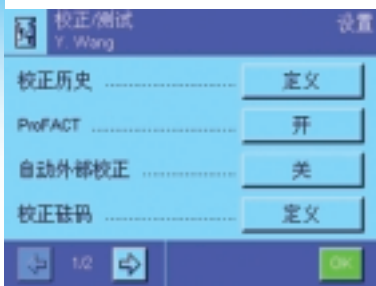 校正/测试 设置
Y. Wang
校正历史 定义
ProFACT 开
自动外部校正 关
校正砝码 定义
1/2 OK